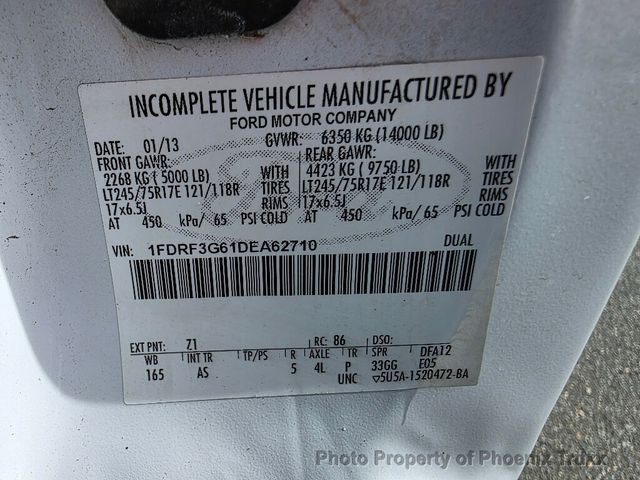 INCOMPLETE VEHICLE MANUFACTURED BY
FORD MOTOR COMPANY
DATE: 01/13 GVWR: 6350 KG (14000 LB)
FRONT GAWR: REAR GAWR:
2268 KG ( 5000 LB) WITH 4423 KG ( 9750 LB) WITH
LT245/75R17E 121/118R TIRES LT245/75R17E 121/118R TIRES
17x6.5J RIMS 17x6.5J RIMS
AT 450 kPa/ 65 PSI COLD AT 450 kPa/ 65 PSI COLD
VIN: 1FDRF3G61DEA62710 DUAL
EXT PNT: Z1 RC: 86 DSO:
WB INT TR TP/PS R AXLE TR SPR DFA12
165 AS 5 4L P 33GG E05
UNC ▽5U5A-1520472-BA
Photo Property of Phoenix Truxx